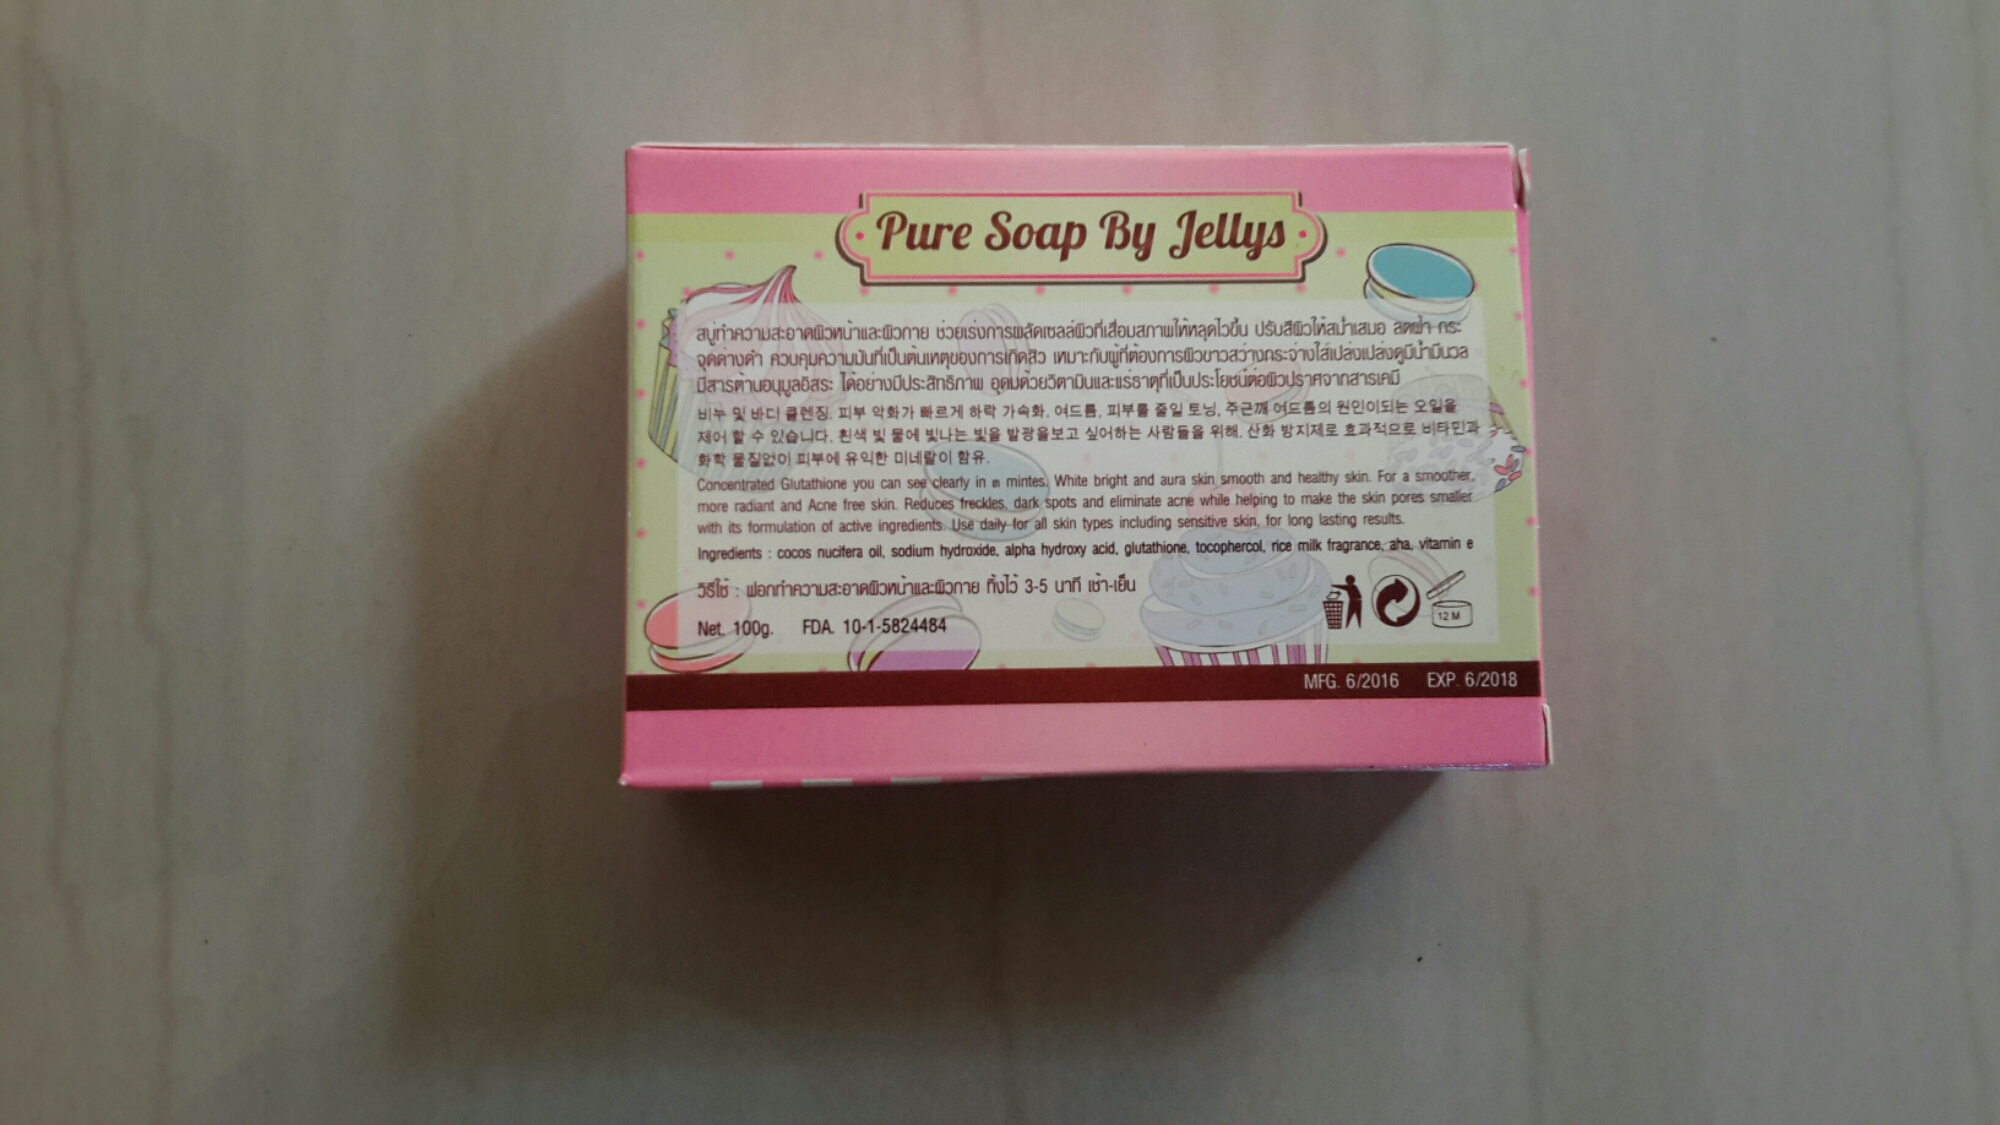 Pure Soap By Jellys
สบู่ทำความสะอาดผิวหน้าและผิวกาย ช่วยเร่งการผลัดเซลล์ผิวที่เสื่อมสภาพให้หลุดไวขึ้น ปรับสีผิวให้สม่ำเสมอ ลดฝ้า กระ
จุดด่างดำ ควบคุมความมันที่เป็นต้นเหตุของการเกิดสิว เหมาะกับผู้ที่ต้องการผิวขาวสว่างกระจ่างใสเปล่งเปล่งดูมีน้ำมีนวล
มีสารต้านอนุมูลอิสระ ได้อย่างมีประสิทธิภาพ อุดมด้วยวิตามินและแร่ธาตุที่เป็นประโยชน์ต่อผิวปราศจากสารเคมี
비누 및 바디 클렌징. 피부 악화가 빠르게 하락 가속화. 여드름, 피부를 줄일 토닝, 주근깨 여드름의 원인이되는 오일을
제어 할 수 있습니다. 흰색 빛 물에 빛나는 빛을 발광을보고 싶어하는 사람들을 위해. 산화 방지제로 효과적으로 비타민과
화학 물질없이 피부에 유익한 미네랄이 함유.
Concentrated Glutathione you can see clearly in ๓ mintes. White bright and aura skin smooth and healthy skin. For a smoother,
more radiant and Acne free skin. Reduces freckles, dark spots and eliminate acne while helping to make the skin pores smaller
with its formulation of active ingredients. Use daily for all skin types including sensitive skin, for long lasting results.
Ingredients : cocos nucifera oil, sodium hydroxide, alpha hydroxy acid, glutathione, tocophercol, rice milk fragrance, aha, vitamin e
วิธีใช้ : ฟอกทำความสะอาดผิวหน้าและผิวกาย ทิ้งไว้ 3-5 นาที เช้า-เย็น
12 M
Net. 100g. FDA. 10-1-5824484
MFG. 6/2016 EXP. 6/2018